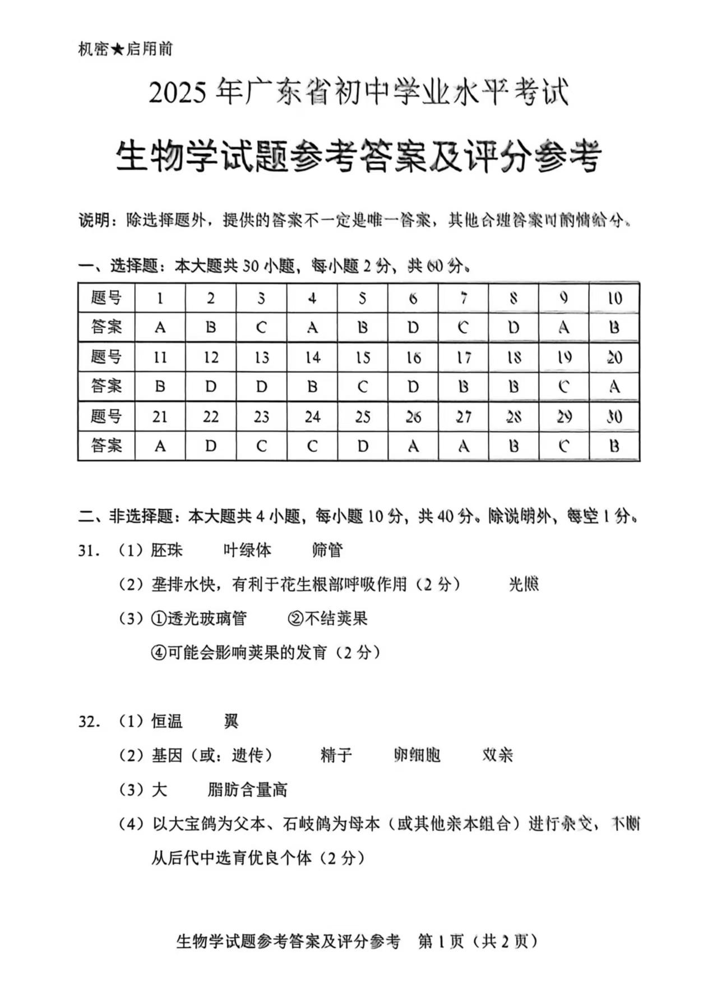 机密★启用前
2025年广东省初中学业水平考试
生物学试题参考答案及评分参考
说明：除选择题外，提供的答案不一定是唯一答案，其他合理答案可酌情给分。
一、选择题：本大题共30小题，每小题2分，共60分。
题号 1 2 3 4 5 6 7 8 9 10
答案 A B C A B D C D A B
题号 11 12 13 14 15 16 17 18 19 20
答案 B D D B C D B B C A
题号 21 22 23 24 25 26 27 28 29 30
答案 A D C C D A A B C B
二、非选择题：本大题共4小题，每小题10分，共40分。除说明外，每空1分。
31.（1）胚珠 叶绿体 筛管
（2）垄排水快，有利于花生根部呼吸作用（2分） 光照
（3）①透光玻璃管 ②不结荚果
④可能会影响荚果的发育（2分）
32.（1）恒温 翼
（2）基因（或：遗传） 精子 卵细胞 双亲
（3）大 脂肪含量高
（4）以大宝鸽为父本、石岐鸽为母本（或其他亲本组合）进行杂交，不断
从后代中选育优良个体（2分）
生物学试题参考答案及评分参考 第1页（共2页）